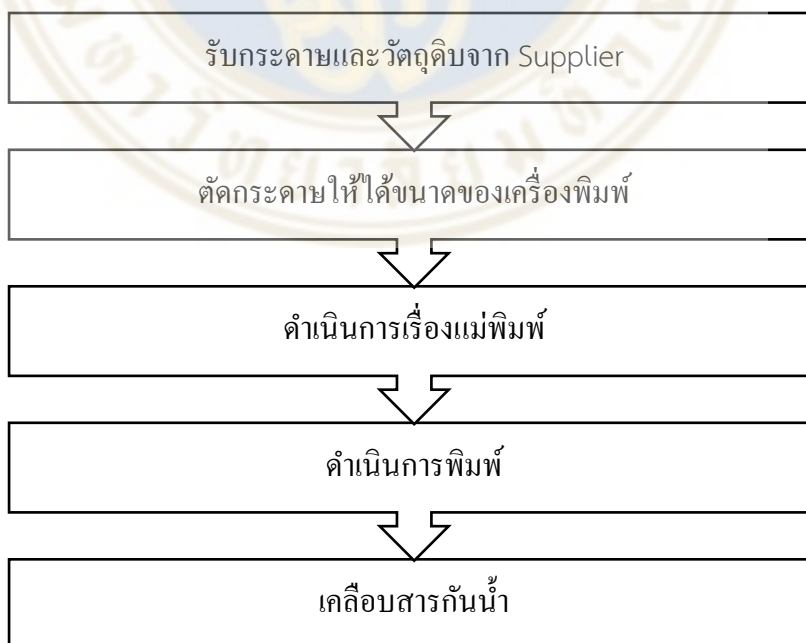 รับกระดาษและวัตถุดิบจาก Supplier
ตัดกระดาษให้ได้ขนาดของเครื่องพิมพ์
ดำเนินการเรื่องแม่พิมพ์
ดำเนินการพิมพ์
เคลือบสารกันน้ำ